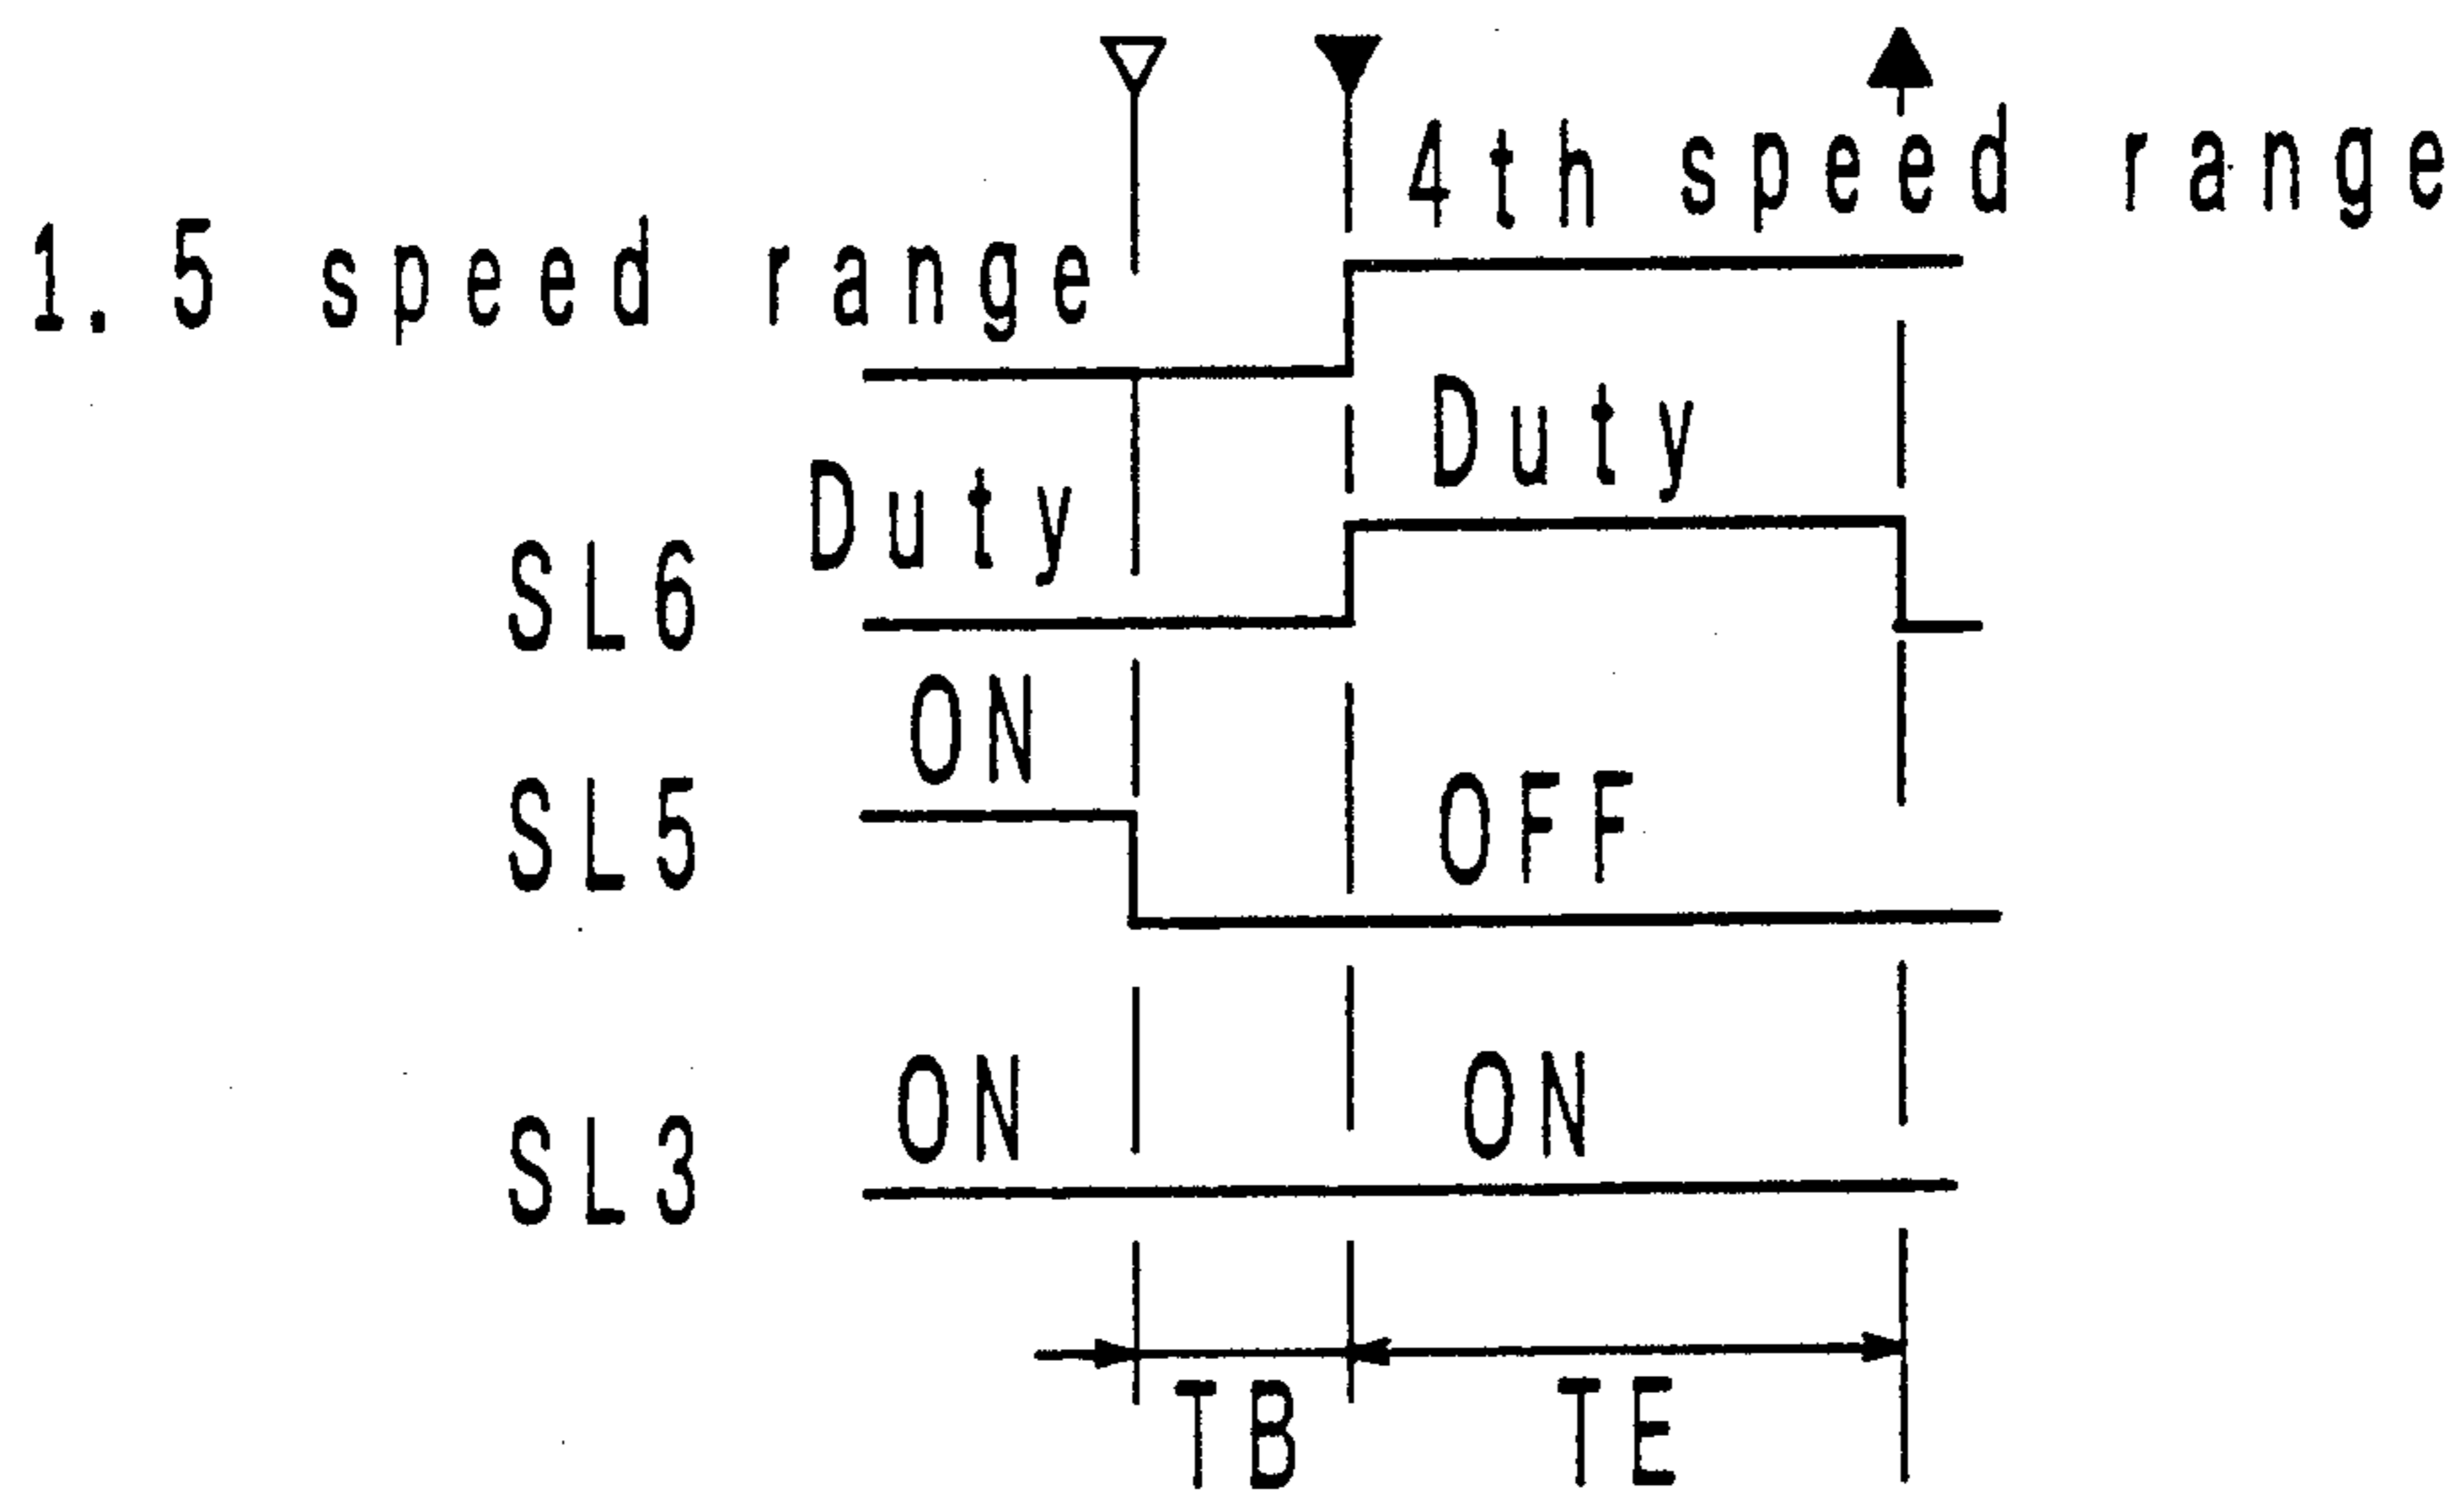 4th speed range
1.5 speed range
Duty
Duty
SL6
ON
SL5
OFF
ON
ON
SL3
TB
TE